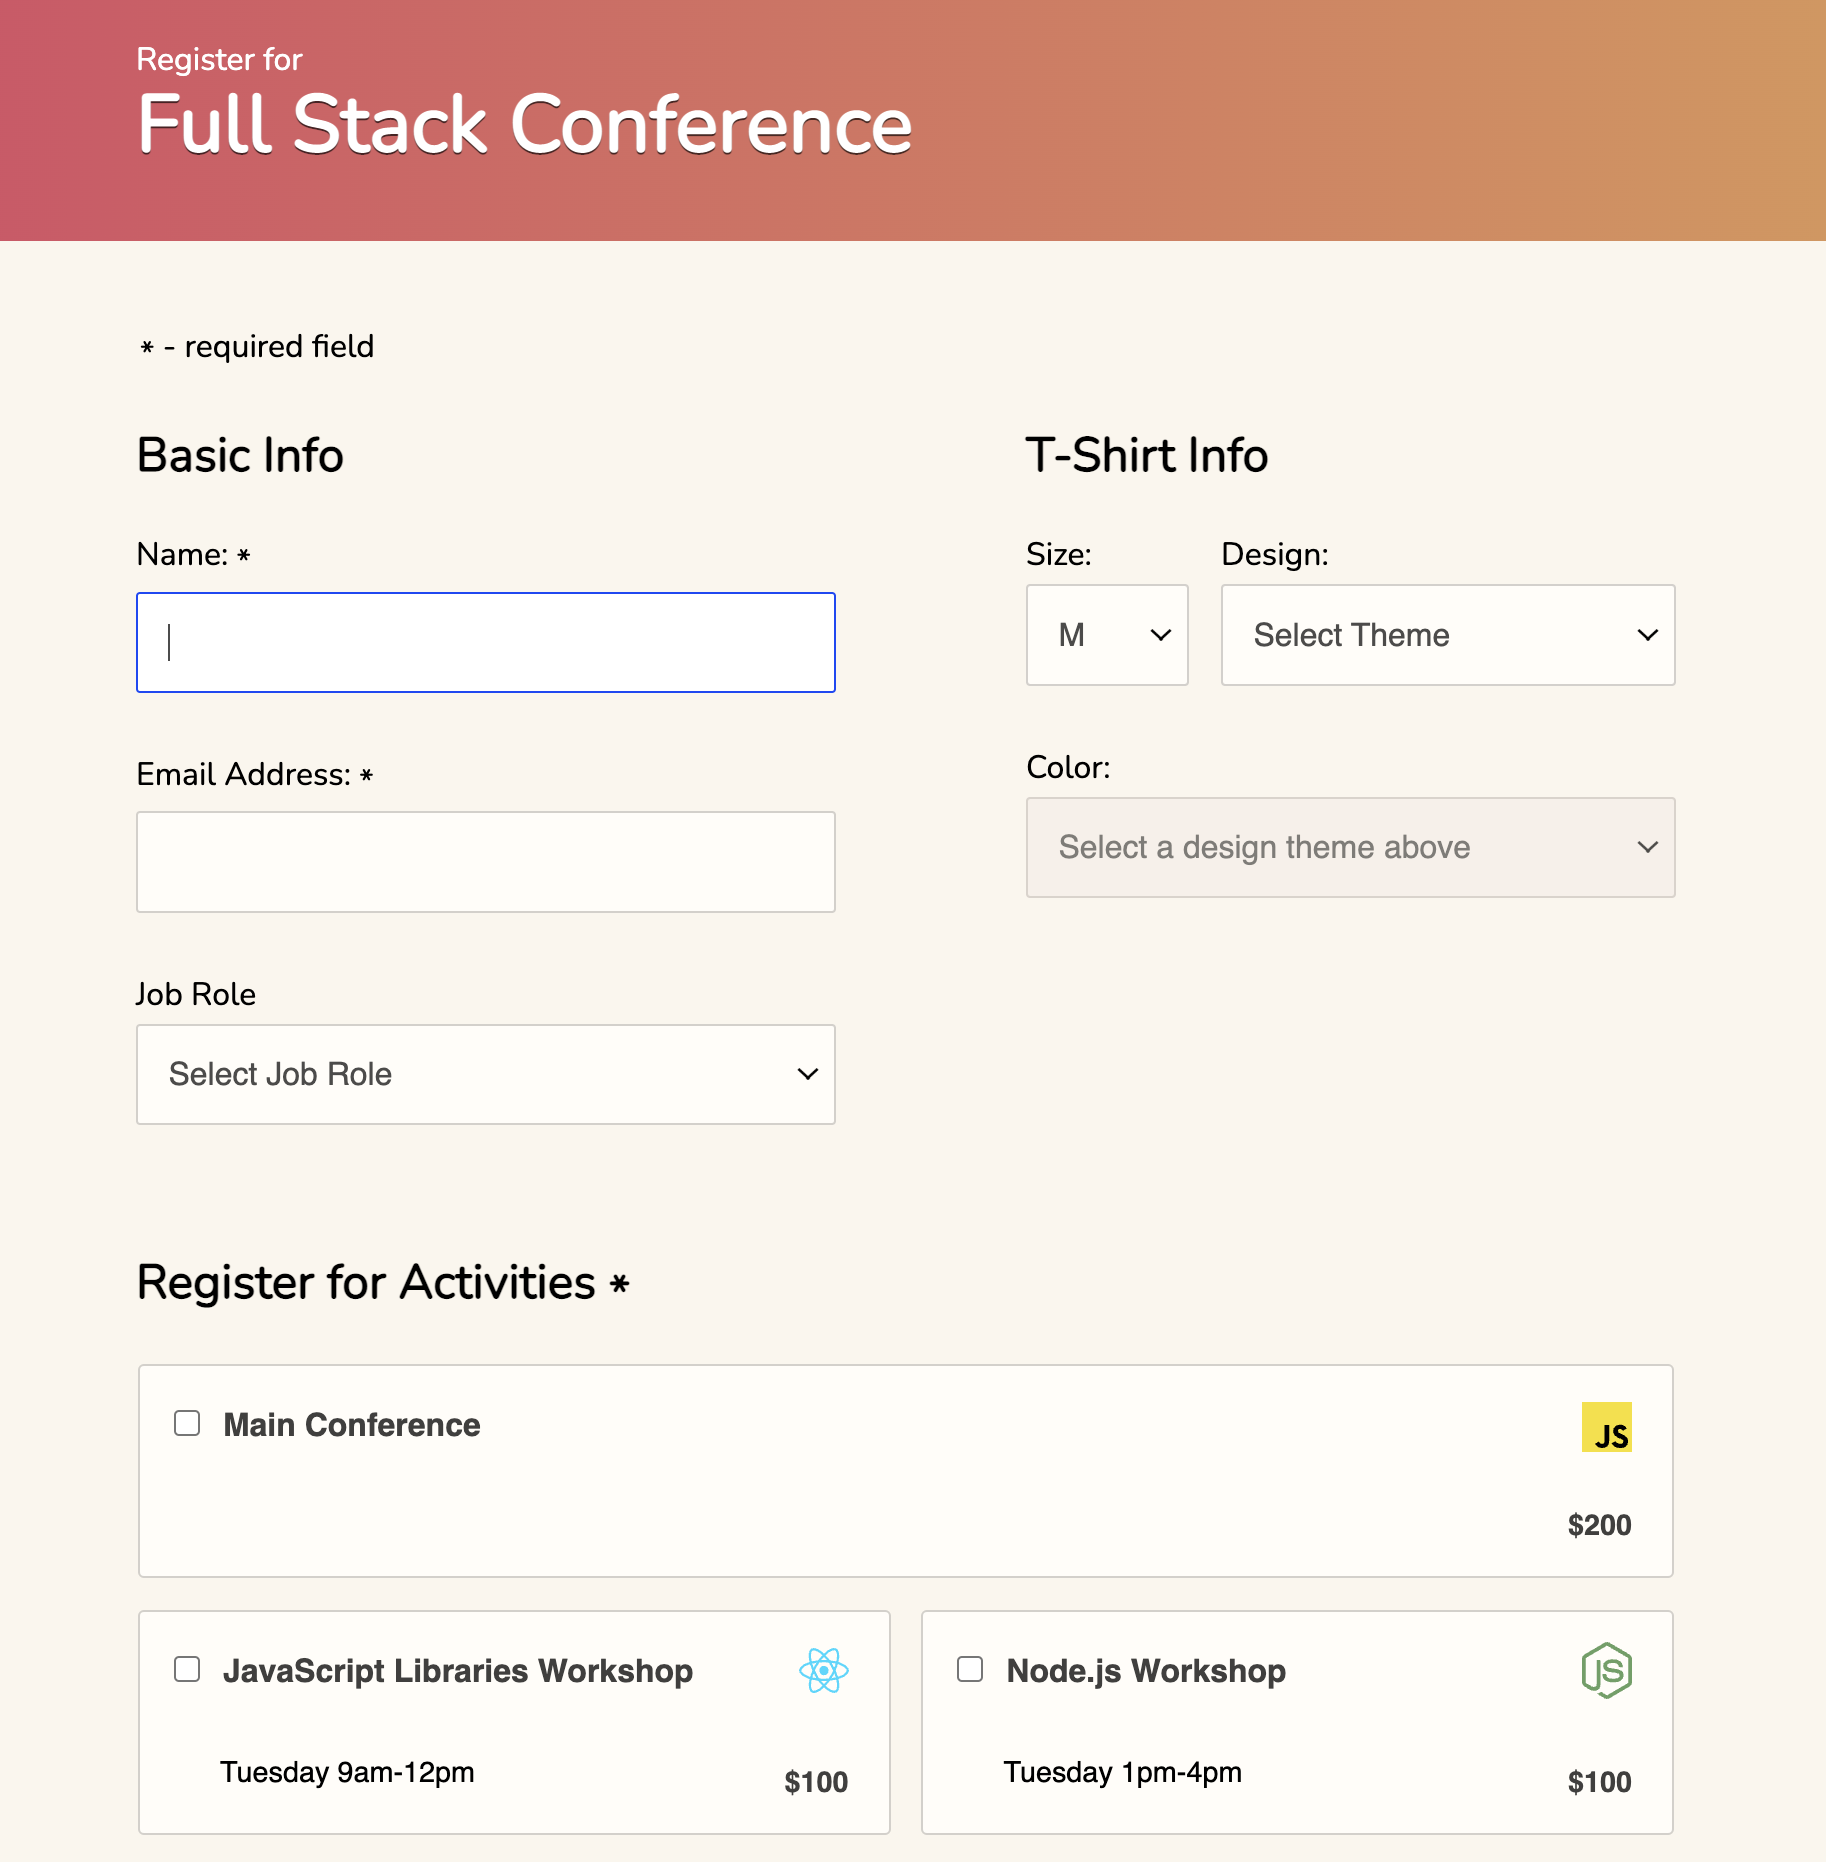 Register for
Full Stack Conference
* - required field
Basic Info
Name: *
Email Address: *
Job Role
Select Job Role
T-Shirt Info
Size:
Design:
M
Select Theme
Color:
Select a design theme above
Register for Activities *
Main Conference
JS
$200
JavaScript Libraries Workshop
Tuesday 9am-12pm
$100
Node.js Workshop
JS
Tuesday 1pm-4pm
$100